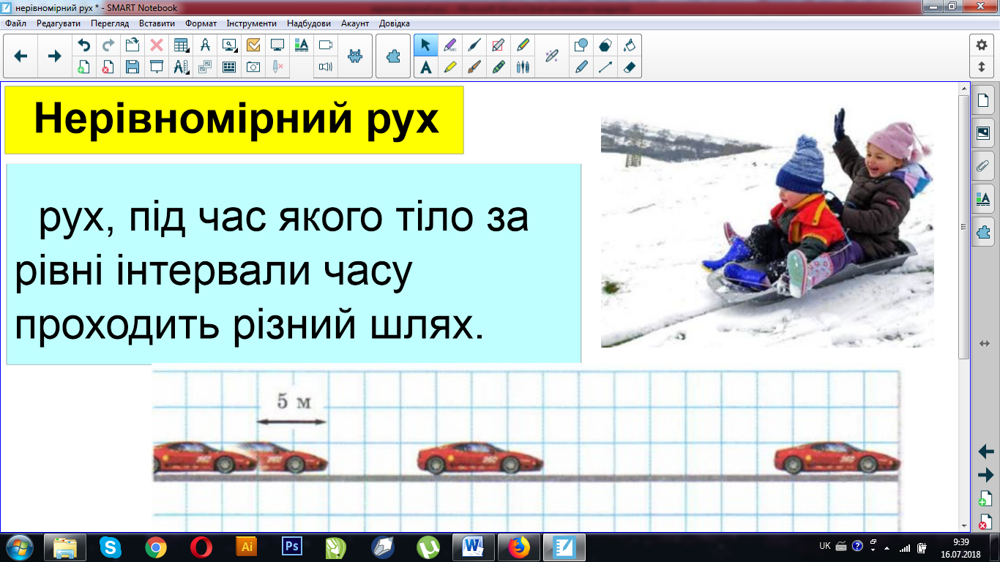 нерівномірний рух * - SMART Notebook
Файл Редагувати Перегляд Вставити Формат Інструменти Надбудови Акаунт Довідка
Нерівномірний рух
рух, під час якого тіло за
рівні інтервали часу
проходить різний шлях.
5 м
UK
9:39
16.07.2018